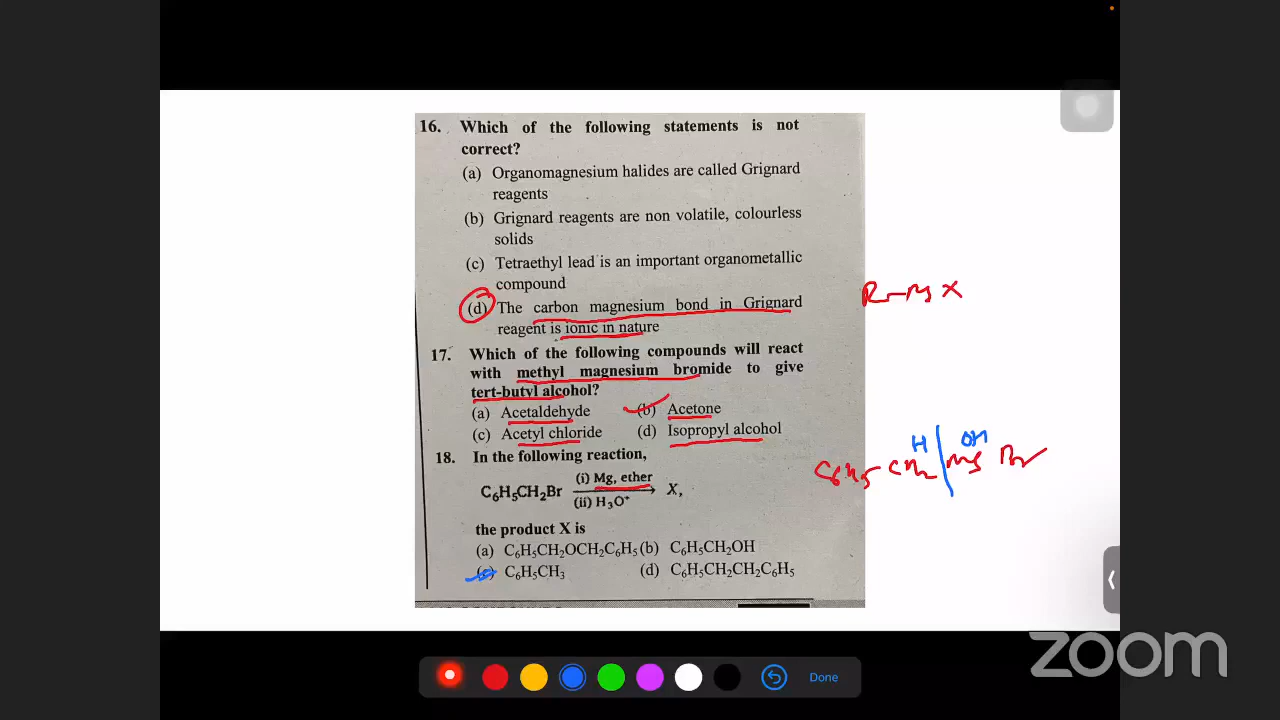 16. Which of the following statements is not
correct?
(a) Organomagnesium halides are called Grignard
reagents
(b) Grignard reagents are non volatile, colourless
solids
(c) Tetraethyl lead is an important organometallic
compound
(d) The carbon magnesium bond in Grignard
reagent is ionic in nature
R-Mg X
17. Which of the following compounds will react
with methyl magnesium bromide to give
tert-butyl alcohol?
(a) Acetaldehyde (b) Acetone
(c) Acetyl chloride (d) Isopropyl alcohol
18. In the following reaction,
H OH
C6H5 CH2 Mg Br
C₆H₅CH₂Br (i) Mg, ether (ii) H₃O⁺ X,
the product X is
(a) C₆H₅CH₂OCH₂C₆H₅ (b) C₆H₅CH₂OH
(c) C₆H₅CH₃ (d) C₆H₅CH₂CH₂C₆H₅
zoom
Done